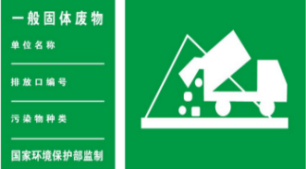 一般固体废物
单位名称
排放口编号
污染物种类
国家环境保护部监制